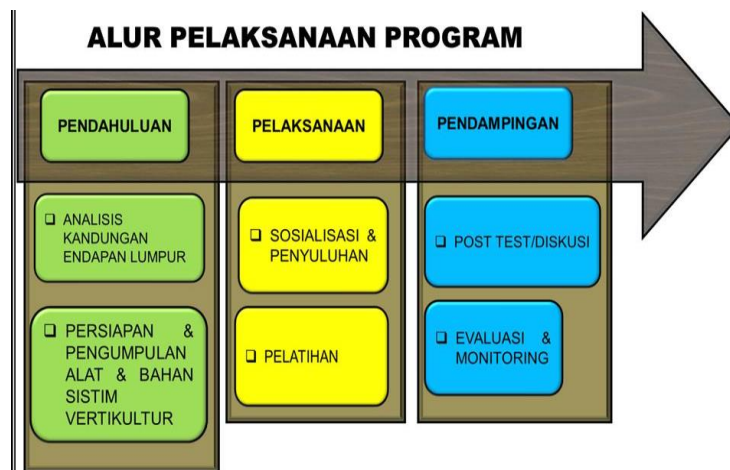 ALUR PELAKSANAAN PROGRAM
PENDAHULUAN
ANALISIS
KANDUNGAN
ENDAPAN LUMPUR
PERSIAPAN &
PENGUMPULAN
ALAT & BAHAN
SISTIM
VERTIKULTUR
PELAKSANAAN
SOSIALISASI &
PENYULUHAN
PELATIHAN
PENDAMPINGAN
POST TEST/DISKUSI
EVALUASI &
MONITORING